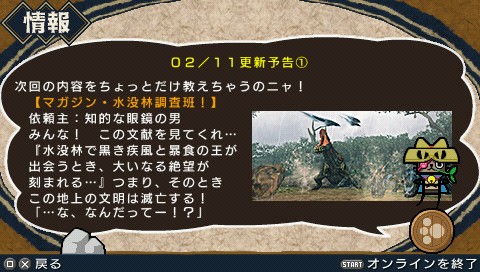 情報
０２／１１更新予告①
次回の内容をちょっとだけ教えちゃうのニャ！
【マガジン・水没林調査班！】
依頼主：知的な眼鏡の男
みんな！　この文献を見てくれ…
『水没林で黒き疾風と暴食の王が
出会うとき、大いなる絶望が
刻まれる…』つまり、そのとき
この地上の文明は滅亡する！
「…な、なんだってー！？」
□×戻る
START オンラインを終了